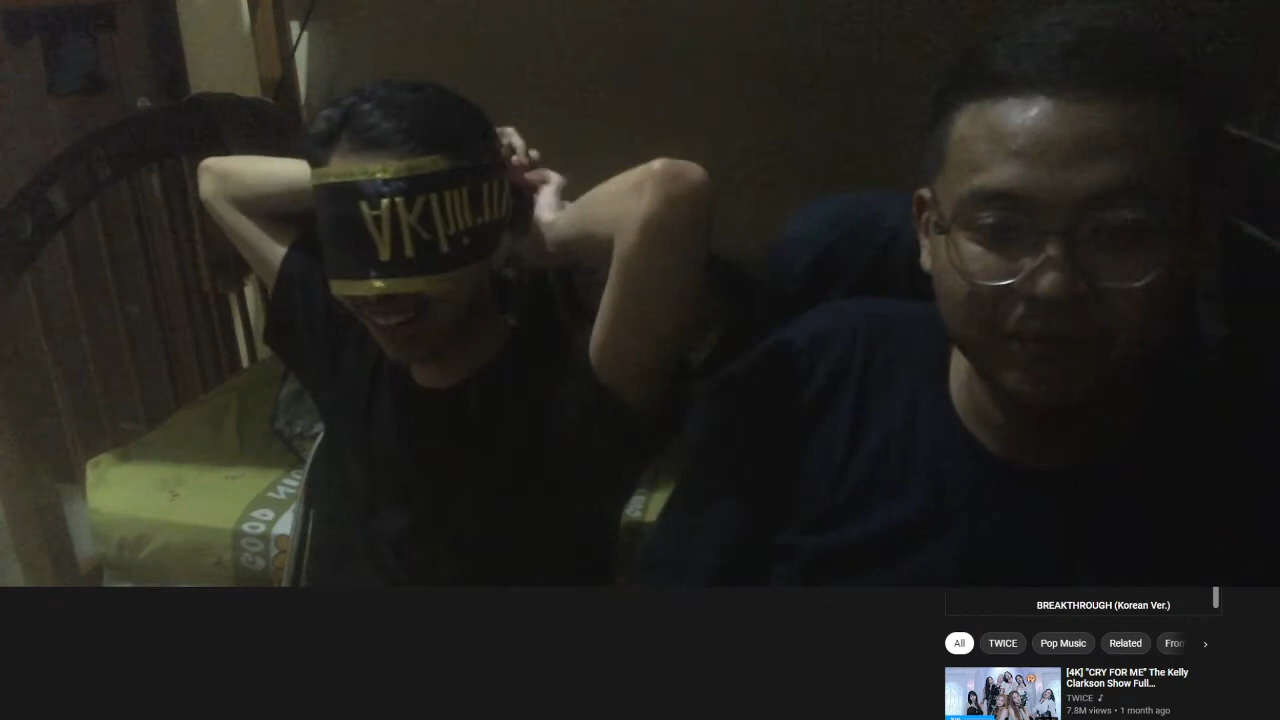 GOOD
BREAKTHROUGH (Korean Ver.)
All
TWICE
Pop Music
Related
[4K] "CRY FOR ME" The Kelly
Clarkson Show Full...
TWICE
7.8M views • 1 month ago